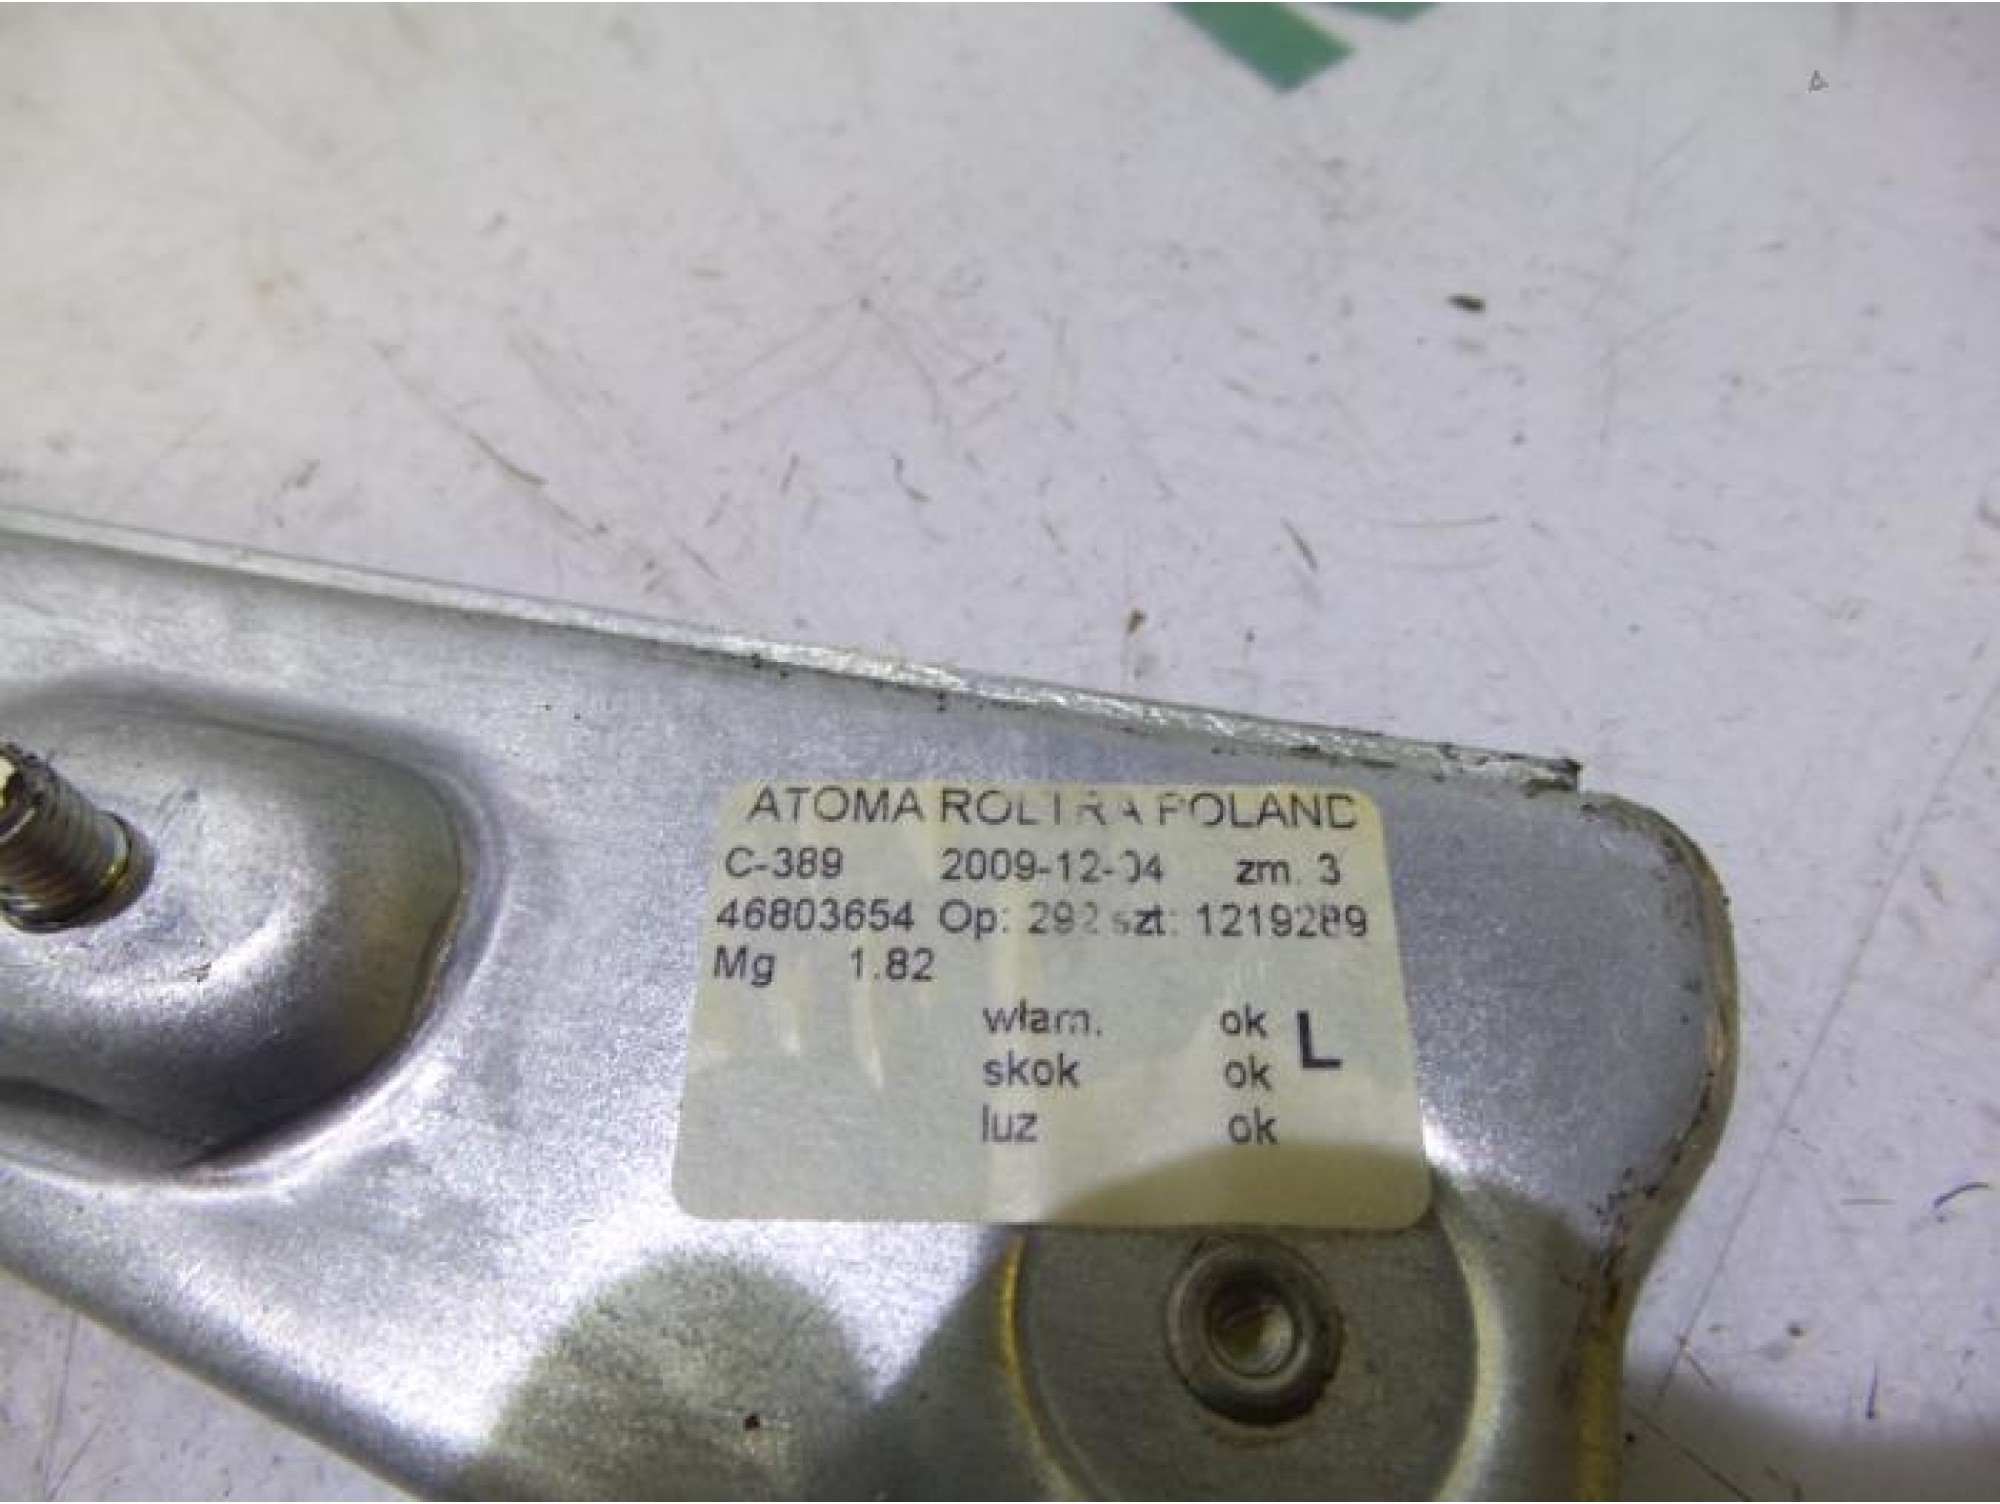 ATOMA ROLTRA POLAND
C-389 2009-12-04 zm. 3
46803654 Op: 292 szt: 1219289
Mg 1.82
włam. ok L
skok ok
luz ok